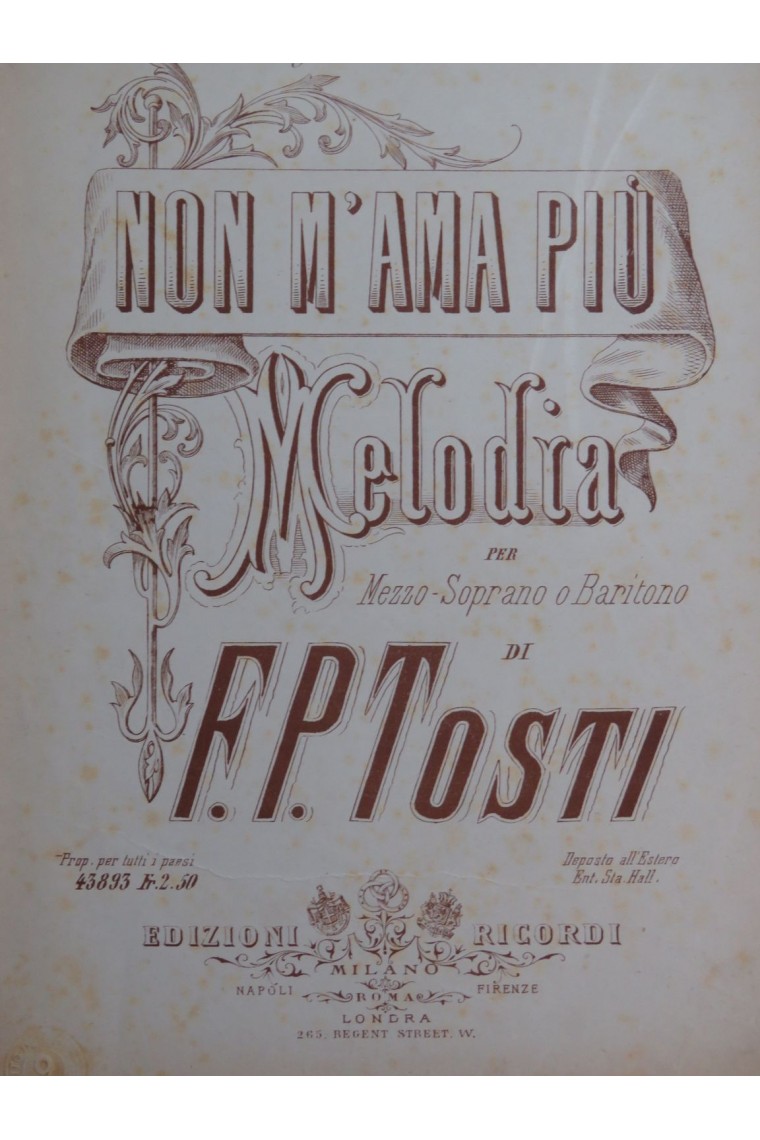 NON M'AMA PIÙ
Melodia
PER
Mezzo-Soprano o Baritono
DI
F. P. TOSTI
Prop. per tutti i paesi
43893 Fr. 2.50
Deposto all'Estero
Ent. Sta. Hall.
EDIZIONI RICORDI
MILANO
NAPOLI ROMA FIRENZE
LONDRA
265, REGENT STREET, W.